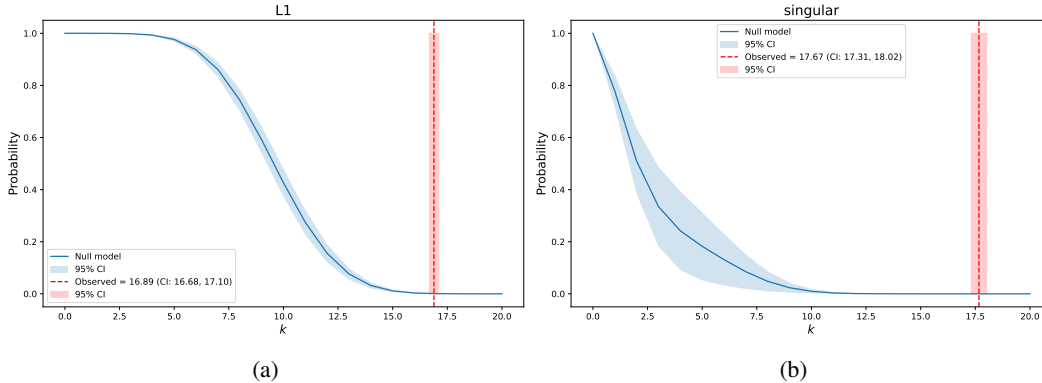 L1
Probability
1.0
0.8
0.6
0.4
0.2
0.0
Null model
95% CI
Observed = 16.89 (CI: 16.68, 17.10)
95% CI
0.0 2.5 5.0 7.5 10.0 12.5 15.0 17.5 20.0
k
(a)
singular
Probability
1.0
0.8
0.6
0.4
0.2
0.0
Null model
95% CI
Observed = 17.67 (CI: 17.31, 18.02)
95% CI
0.0 2.5 5.0 7.5 10.0 12.5 15.0 17.5 20.0
k
(b)